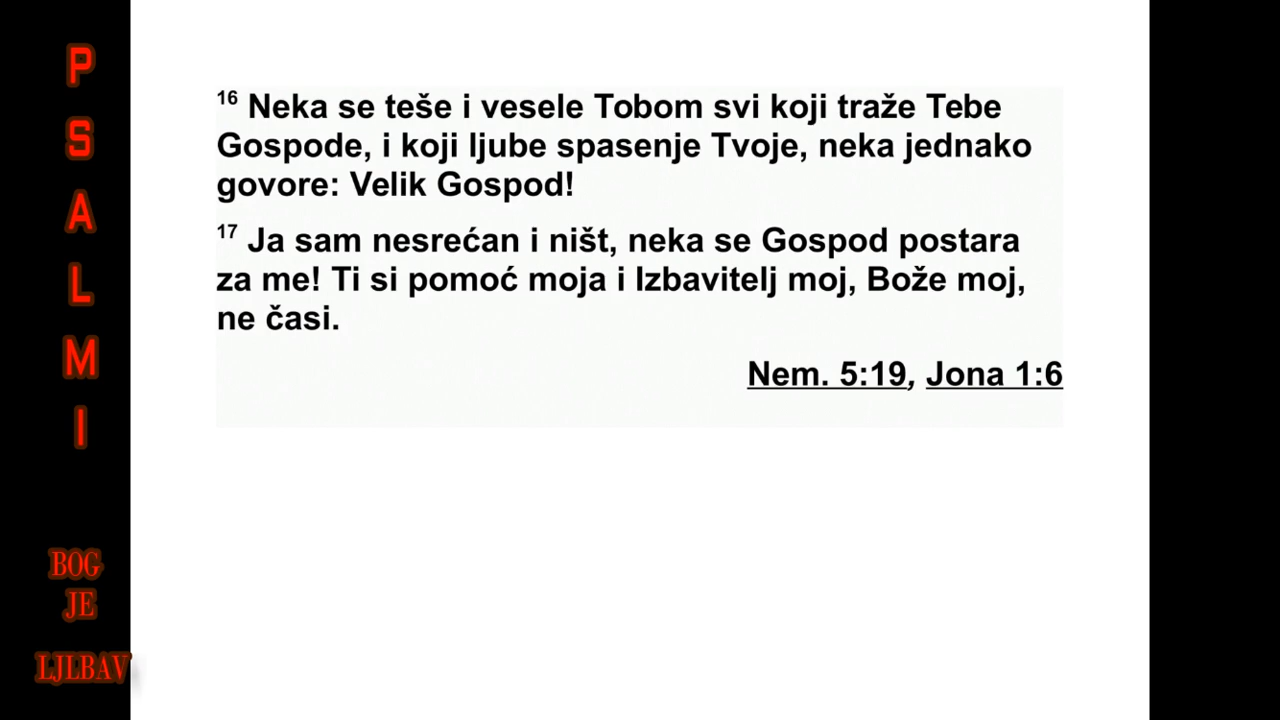 PSALMI
BOG
JE
LJLBAV
16 Neka se teše i vesele Tobom svi koji traže Tebe
Gospode, i koji ljube spasenje Tvoje, neka jednako
govore: Velik Gospod!
17 Ja sam nesrećan i ništ, neka se Gospod postara
za me! Ti si pomoć moja i Izbavitelj moj, Bože moj,
ne časi.
Nem. 5:19, Jona 1:6